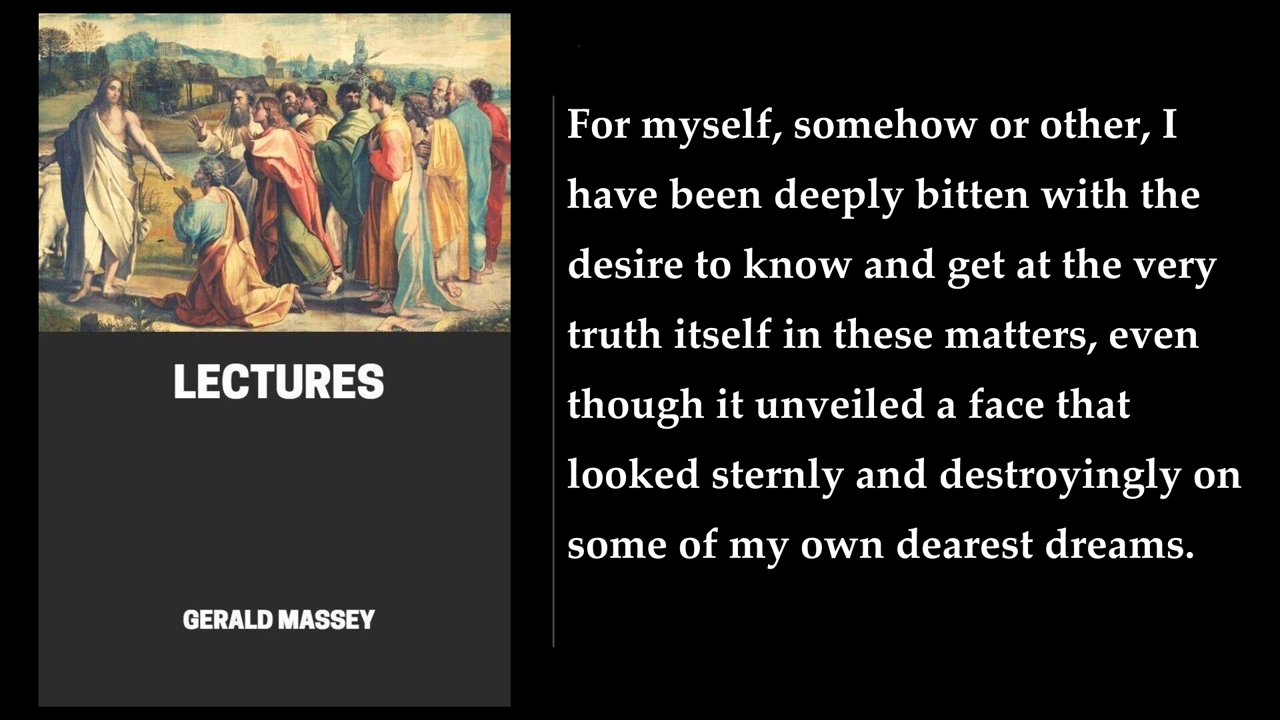 LECTURES
GERALD MASSEY
For myself, somehow or other, I
have been deeply bitten with the
desire to know and get at the very
truth itself in these matters, even
though it unveiled a face that
looked sternly and destroyingly on
some of my own dearest dreams.